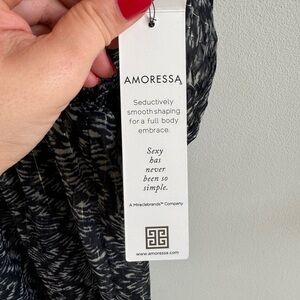 AMORESSA
Seductively
smooth shaping
for a full body
embrace.
Sexy
has
never
been so
simple.
A Miraclebrands™ Company
www.amoressa.com